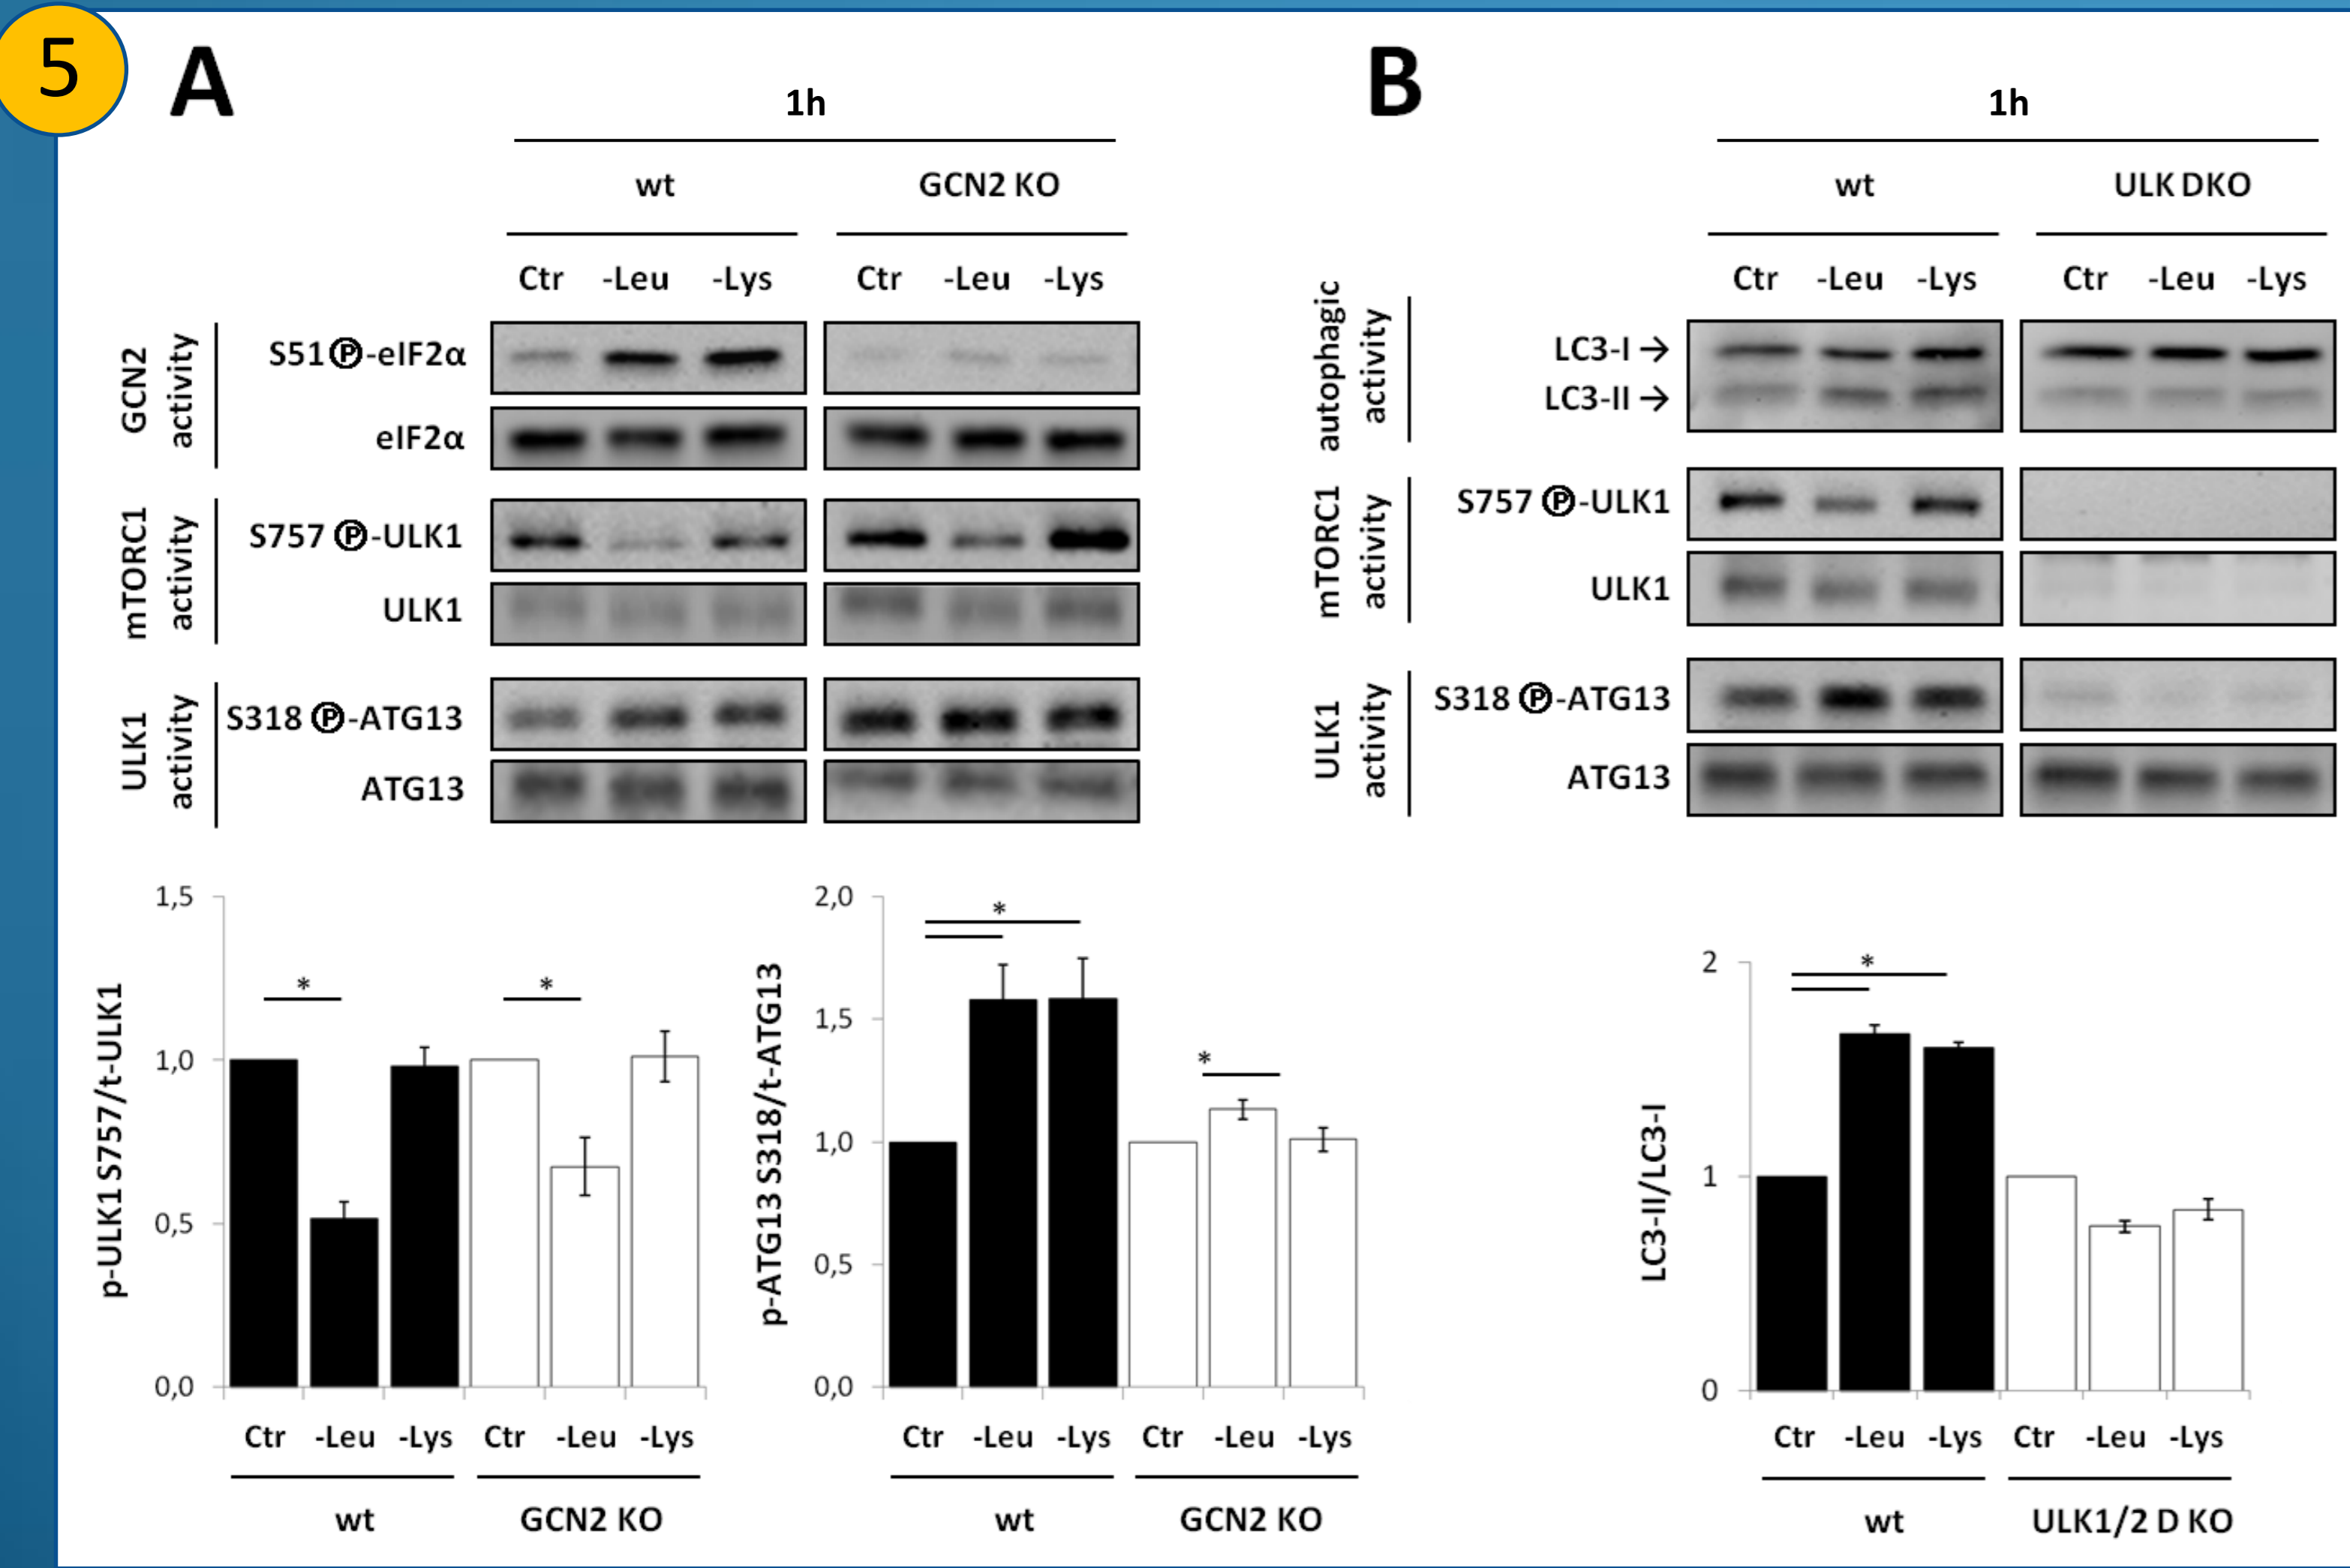 5
A
1h
wt
GCN2 KO
Ctr -Leu -Lys
Ctr -Leu -Lys
GCN2
activity
S51 Ⓟ-eIF2α
eIF2α
mTORC1
activity
S757 Ⓟ-ULK1
ULK1
ULK1
activity
S318 Ⓟ-ATG13
ATG13
p-ULK1 S757/t-ULK1
1,5
1,0
0,5
0,0
*
*
Ctr -Leu -Lys Ctr -Leu -Lys
wt
GCN2 KO
p-ATG13 S318/t-ATG13
2,0
1,5
1,0
0,5
0,0
*
*
Ctr -Leu -Lys Ctr -Leu -Lys
wt
GCN2 KO
B
1h
wt
ULK DKO
Ctr -Leu -Lys
Ctr -Leu -Lys
autophagic
activity
LC3-I →
LC3-II →
mTORC1
activity
S757 Ⓟ-ULK1
ULK1
ULK1
activity
S318 Ⓟ-ATG13
ATG13
LC3-II/LC3-I
2
1
0
*
Ctr -Leu -Lys Ctr -Leu -Lys
wt
ULK1/2 D KO